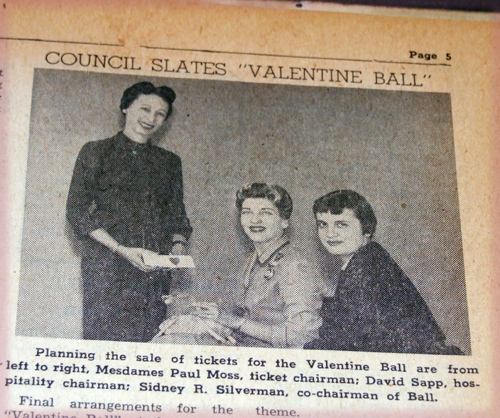 Page 5
COUNCIL SLATES "VALENTINE BALL"
Planning the sale of tickets for the Valentine Ball are from
left to right, Mesdames Paul Moss, ticket chairman; David Sapp, hos-
pitality chairman; Sidney R. Silverman, co-chairman of Ball.
Final arrangements for the theme.
"Valentine Ball"